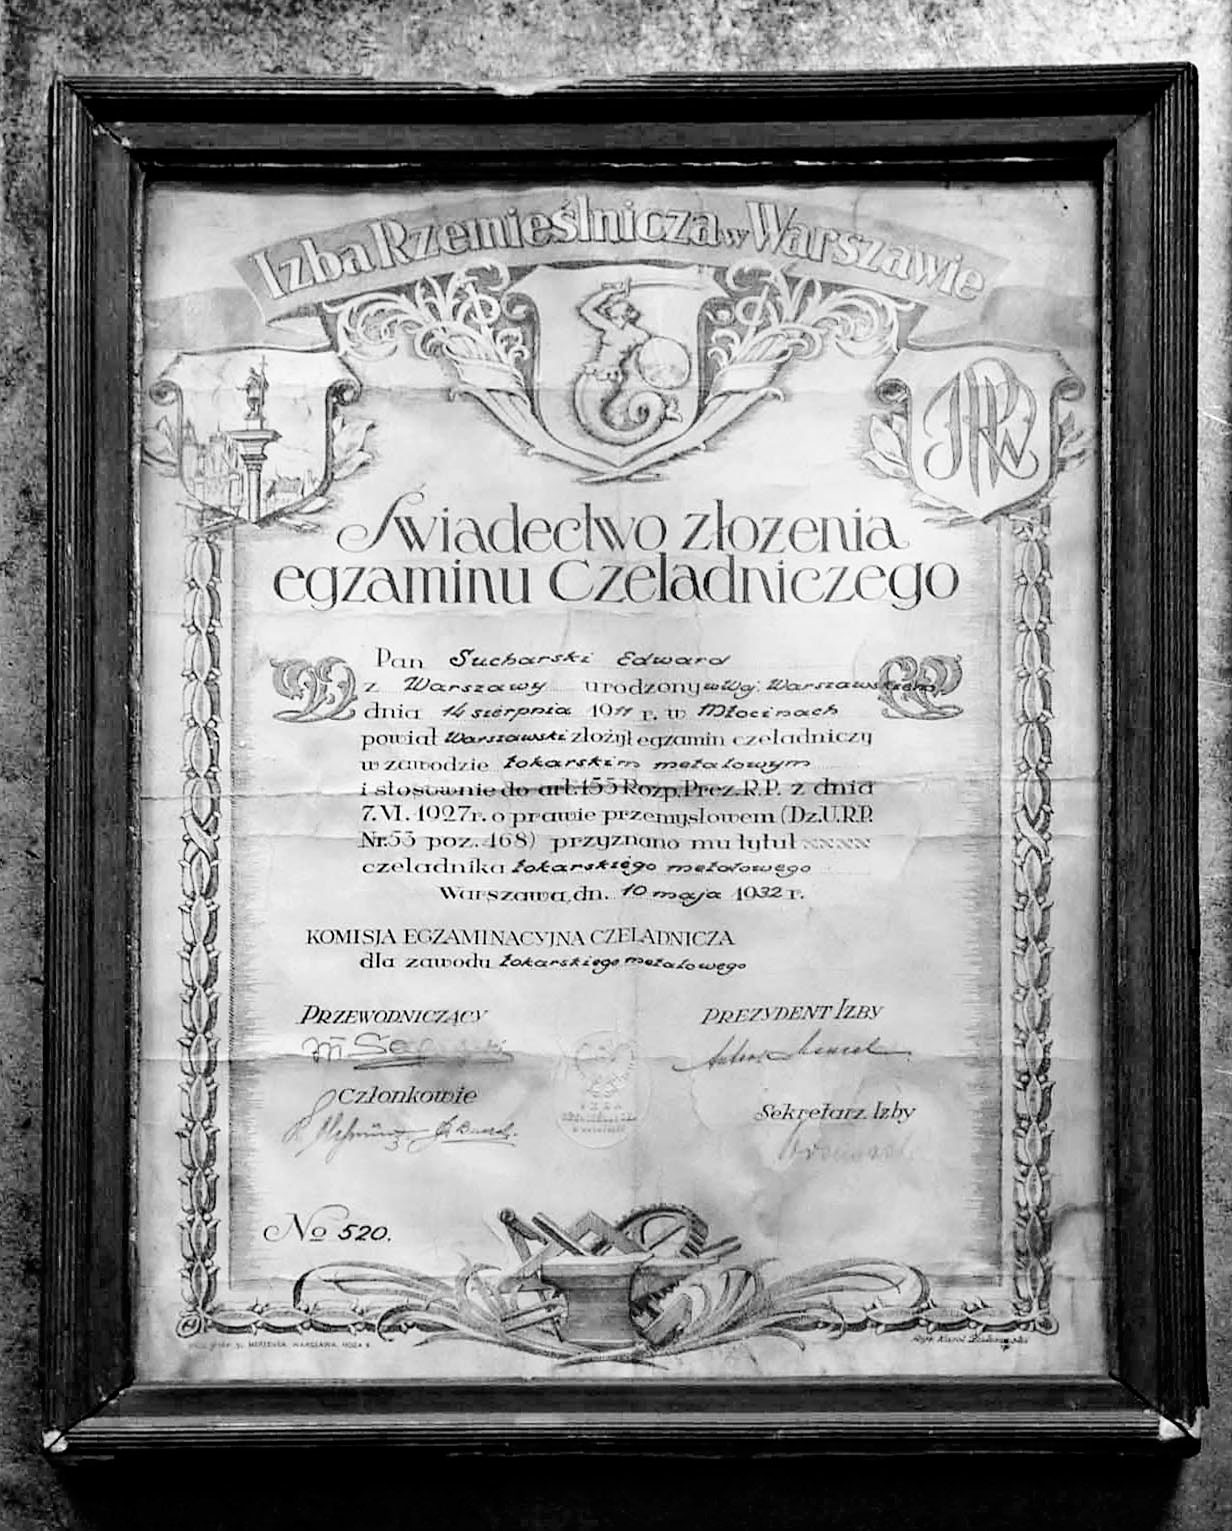 Izba Rzemieślnicza w Warszawie
Świadectwo złożenia
egzaminu Czeladniczego
Pan Sucharski Edward
z Warszawy urodzony w Woj. Warszawskiem
dnia 14 sierpnia 1911 r. w Młocinach
powiat Warszawski złożył egzamin czeladniczy
w zawodzie tokarskim metalowym
i stosownie do art. 155 Rozp. Prez. R.P. z dnia
7.VI.1927 r. o prawie przemysłowem (Dz.U.R.P.
Nr. 53 poz. 468) przyznano mu tytuł xxxx
czeladnika tokarskiego metalowego
Warszawa, dn. 10 maja 1932 r.
KOMISJA EGZAMINACYJNA CZELADNICZA
dla zawodu tokarskiego metalowego
PRZEWODNICZĄCY PREZYDENT IZBY
Członkowie
Sekretarz Izby
No 520.
WARSZAWA